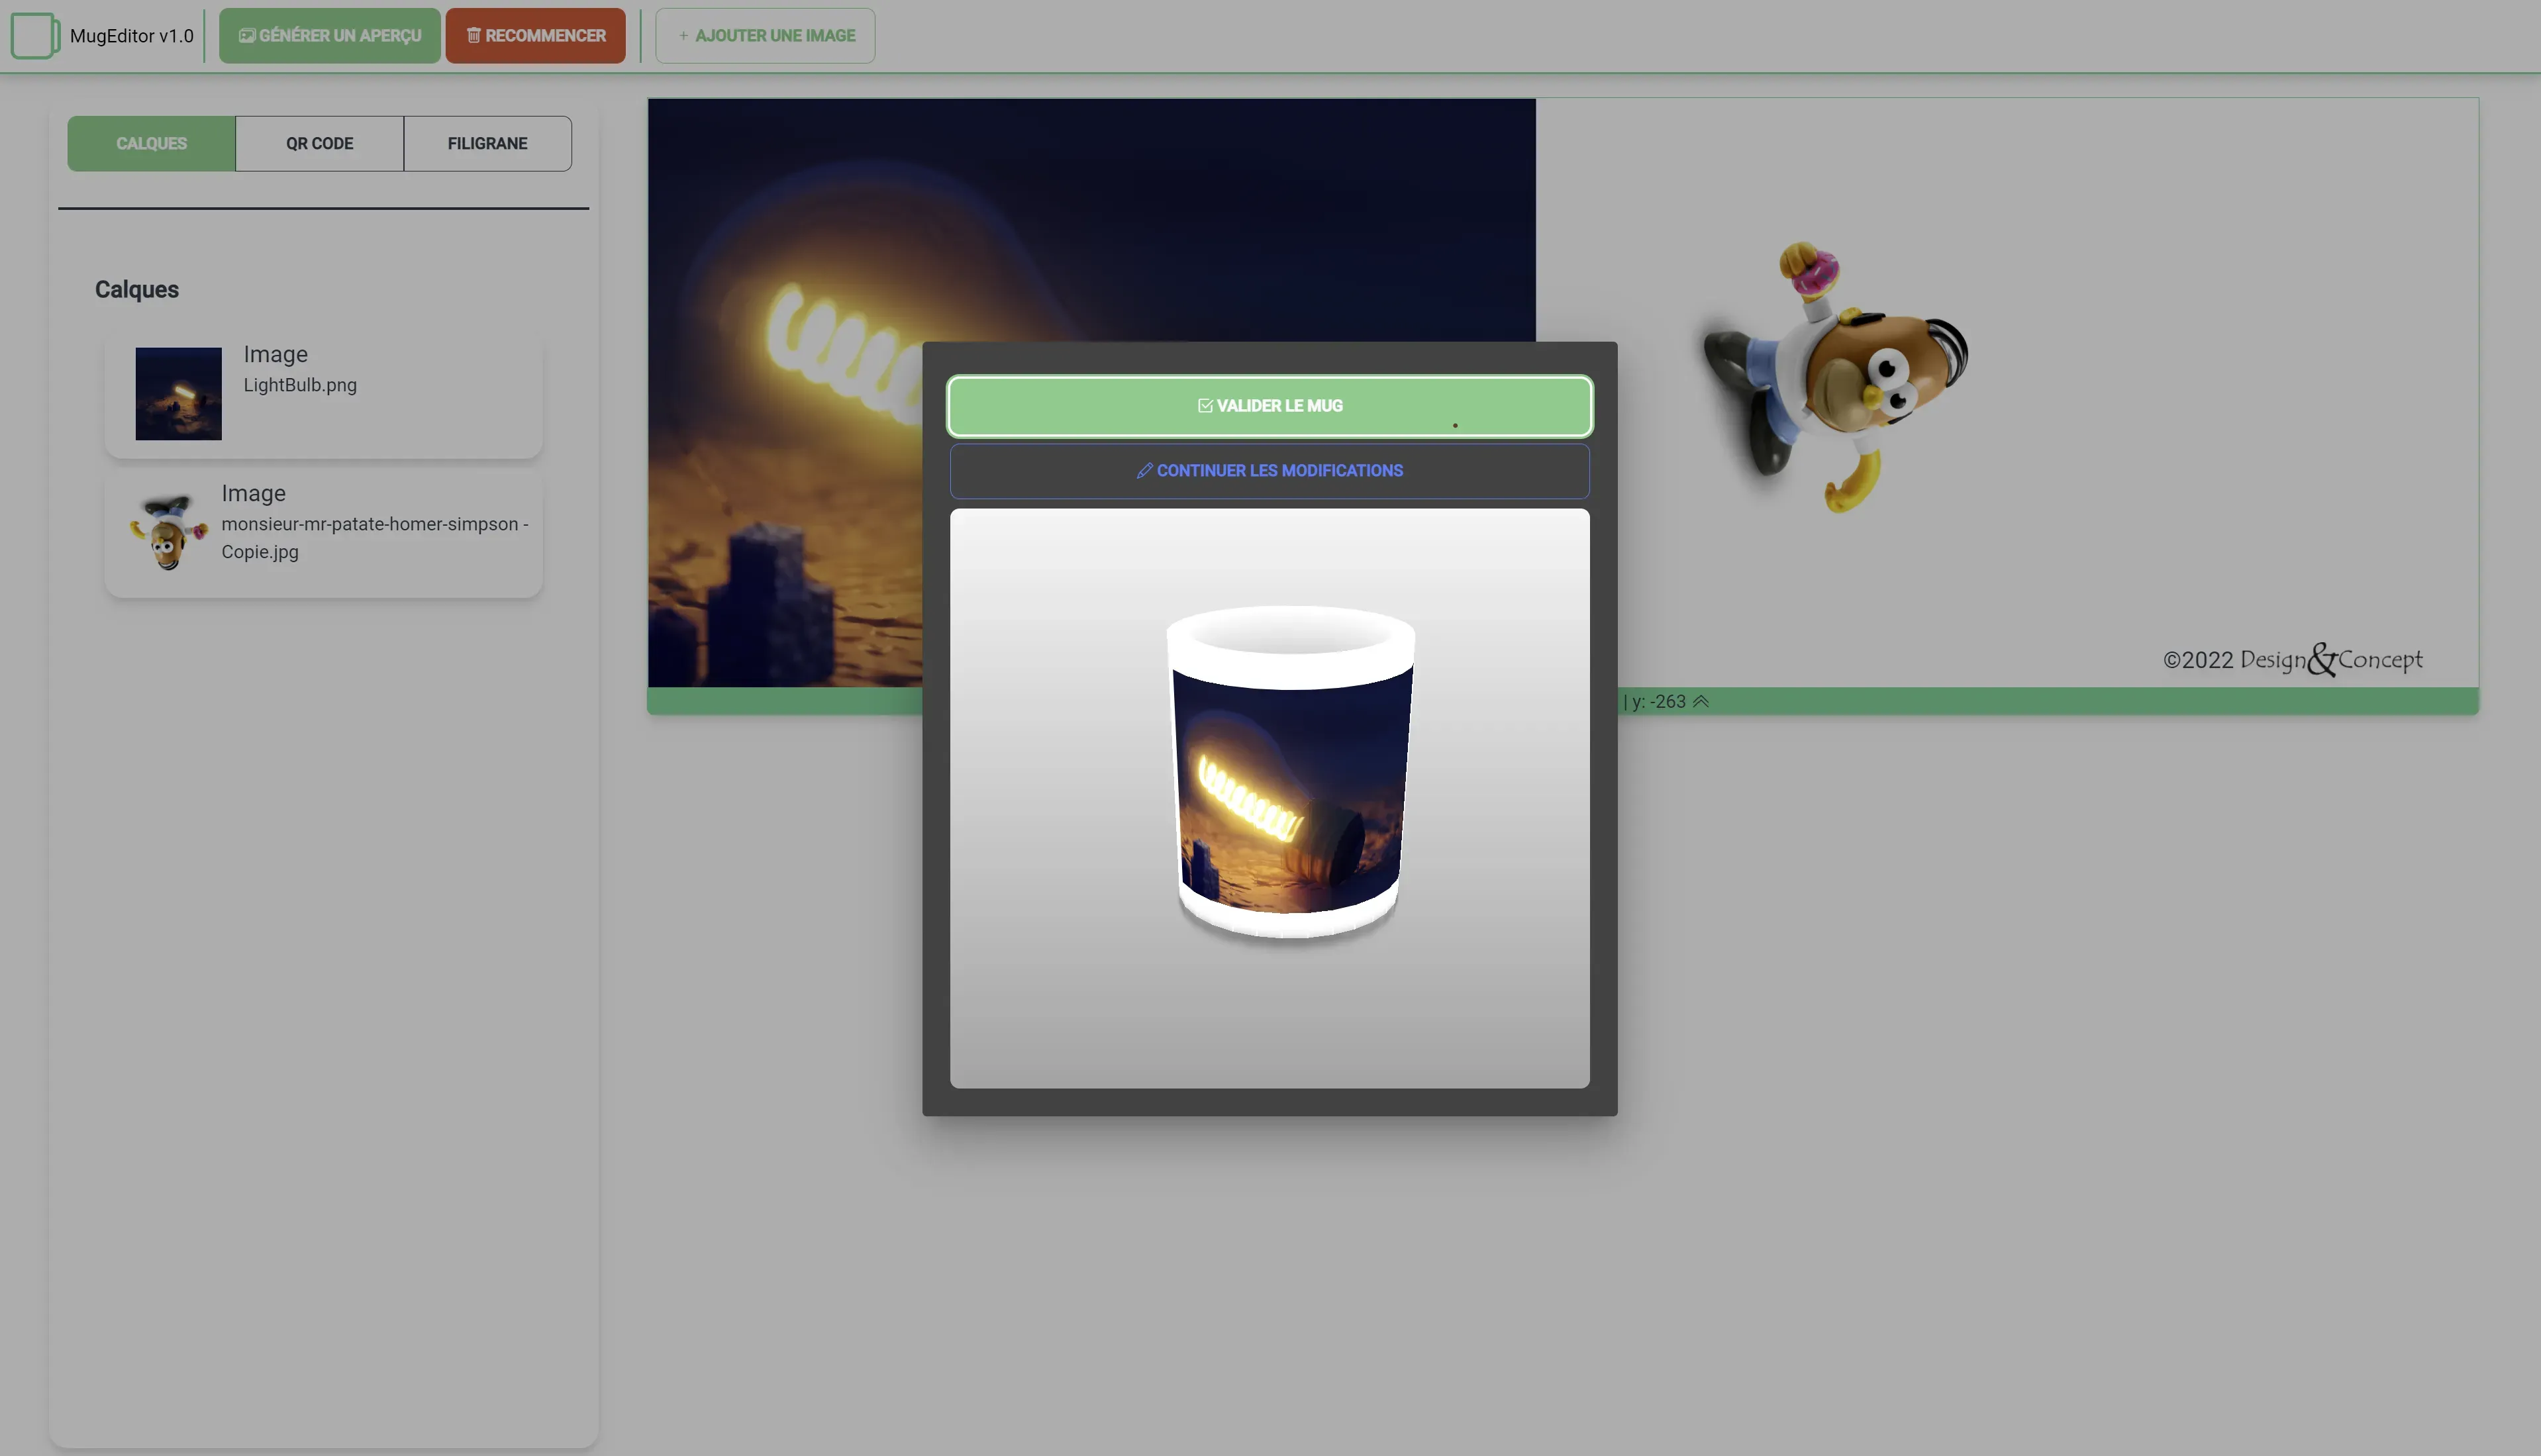 MugEditor v1.0
GÉNÉRER UN APERÇU
RECOMMENCER
+ AJOUTER UNE IMAGE
CALQUES
QR CODE
FILIGRANE
Calques
Image
LightBulb.png
Image
monsieur-mr-patate-homer-simpson -
Copie.jpg
VALIDER LE MUG
CONTINUER LES MODIFICATIONS
©2022 Design&Concept
| y: -263